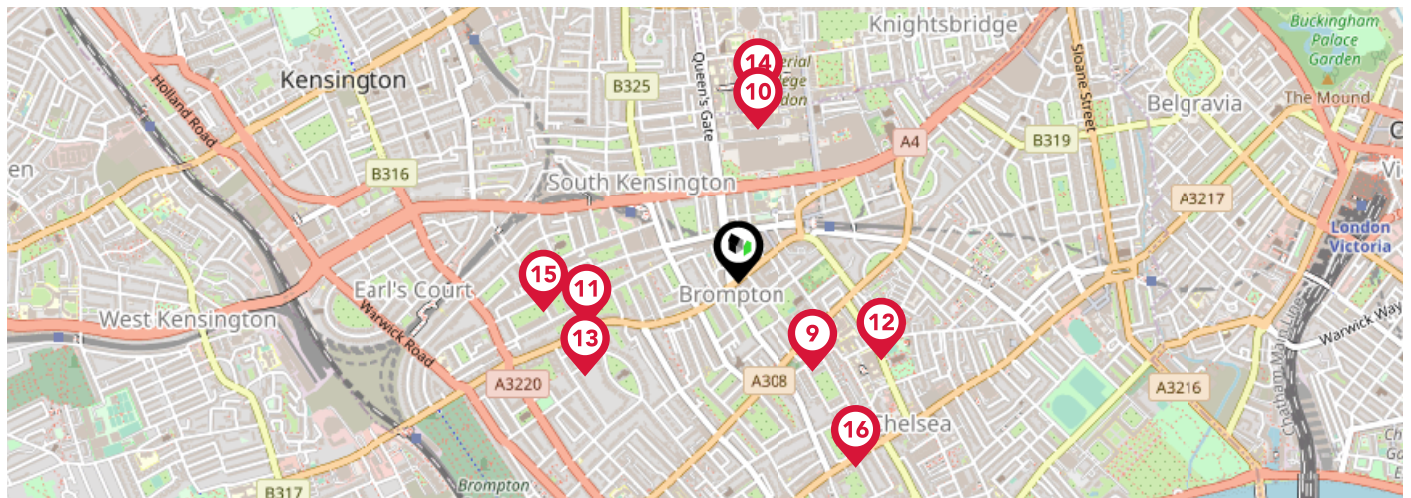 Knightsbridge
Buckingham
Palace
Garden
Kensington
Holland Road
B325
Queen's Gate
14
10
Sloane Street
Belgravia
The Mound
A4
B319
B316
South Kensington
A3217
London
Victoria
15
11
Earl's Court
Brompton
West Kensington
Warwick Road
13
9
12
Warwick Way
Chatham Main Line
A3220
A308
A3216
16
Chelsea
B317
Brompton